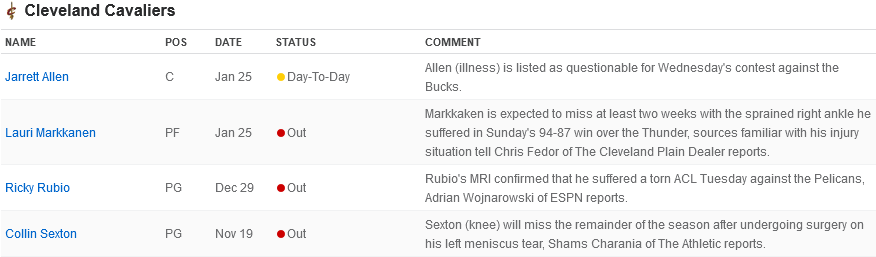 Cleveland Cavaliers
NAME POS DATE STATUS COMMENT
Jarrett Allen C Jan 25 Day-To-Day Allen (illness) is listed as questionable for Wednesday's contest against the
Bucks.
Markkaken is expected to miss at least two weeks with the sprained right ankle he
Lauri Markkanen PF Jan 25 Out suffered in Sunday's 94-87 win over the Thunder, sources familiar with his injury
situation tell Chris Fedor of The Cleveland Plain Dealer reports.
Ricky Rubio PG Dec 29 Out Rubio's MRI confirmed that he suffered a torn ACL Tuesday against the Pelicans,
Adrian Wojnarowski of ESPN reports.
Collin Sexton PG Nov 19 Out Sexton (knee) will miss the remainder of the season after undergoing surgery on
his left meniscus tear, Shams Charania of The Athletic reports.